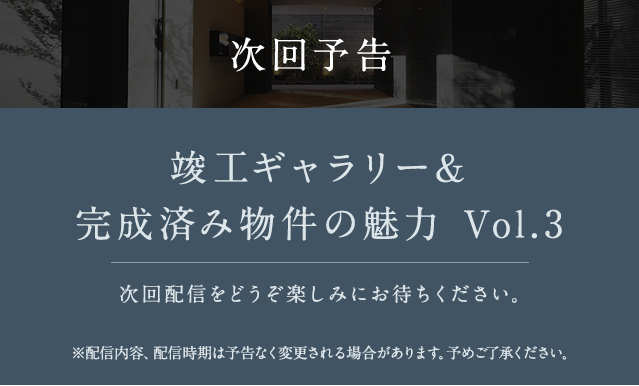 次回予告
竣工ギャラリー＆
完成済み物件の魅力 Vol.3
次回配信をどうぞ楽しみにお待ちください。
※配信内容、配信時期は予告なく変更される場合があります。予めご了承ください。